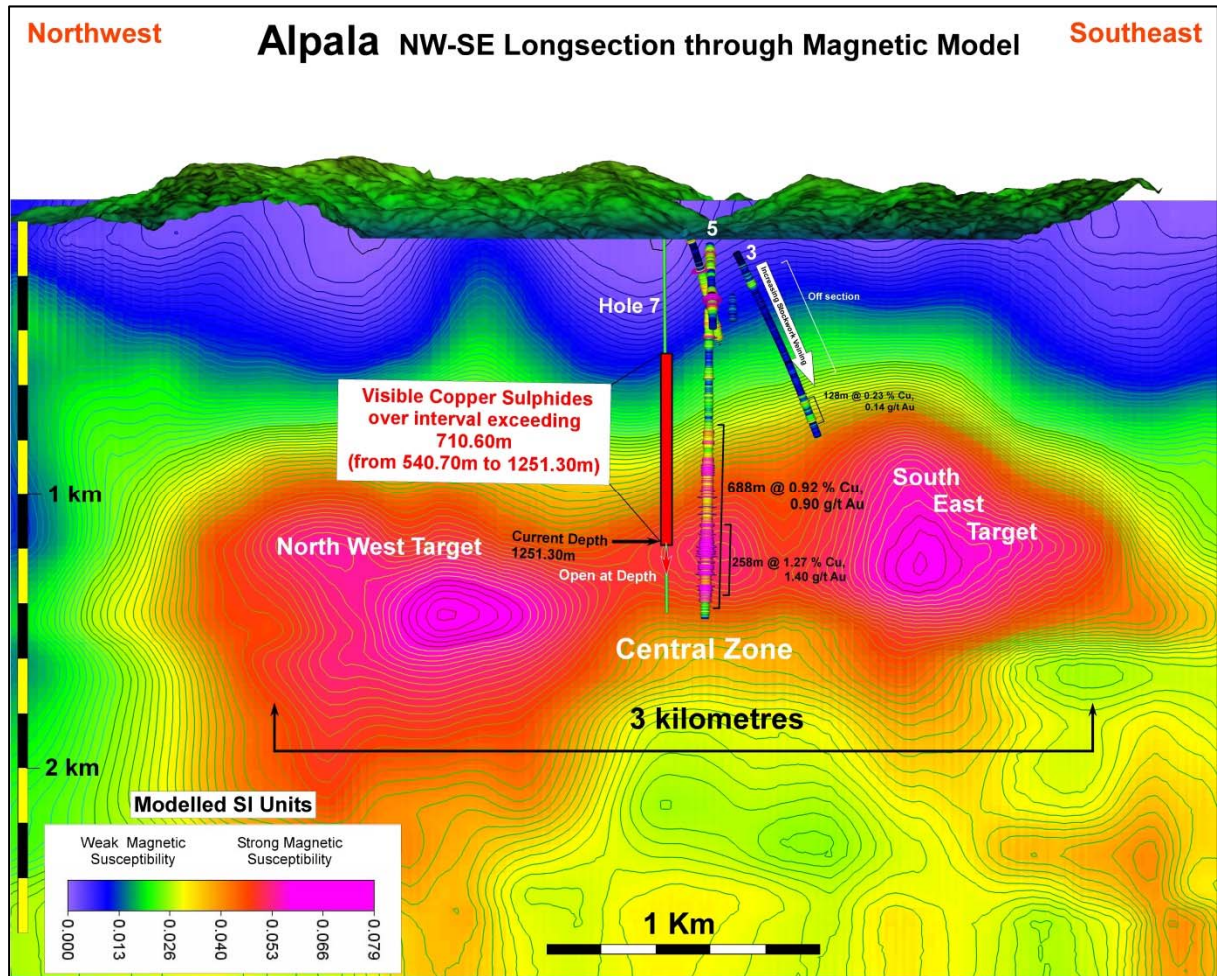 Northwest
Alpala NW-SE Longsection through Magnetic Model
Southeast
5
3
Hole 7
Increasing Stockwork Veining
Off section
Visible Copper Sulphides
over interval exceeding
710.60m
(from 540.70m to 1251.30m)
128m @ 0.23 % Cu,
0.14 g/t Au
1 km
688m @ 0.92 % Cu,
0.90 g/t Au
South
East
Target
North West Target
Current Depth
1251.30m
Open at Depth
258m @ 1.27 % Cu,
1.40 g/t Au
Central Zone
3 kilometres
2 km
Modelled SI Units
Weak Magnetic
Susceptibility
Strong Magnetic
Susceptibility
0.000
0.013
0.026
0.040
0.053
0.066
0.079
1 Km